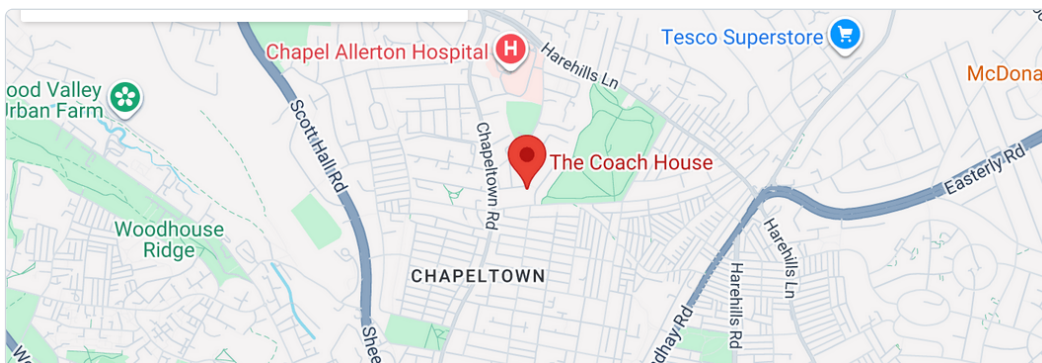 Tesco Superstore
Chapel Allerton Hospital
H
Harehills Ln
McDona
ood Valley
Urban Farm
Scott Hall Rd
Chapeltown Rd
The Coach House
Easterly Rd
Woodhouse
Ridge
CHAPELTOWN
Harehills Ln
Harehills Rd
dhay Rd
Shee